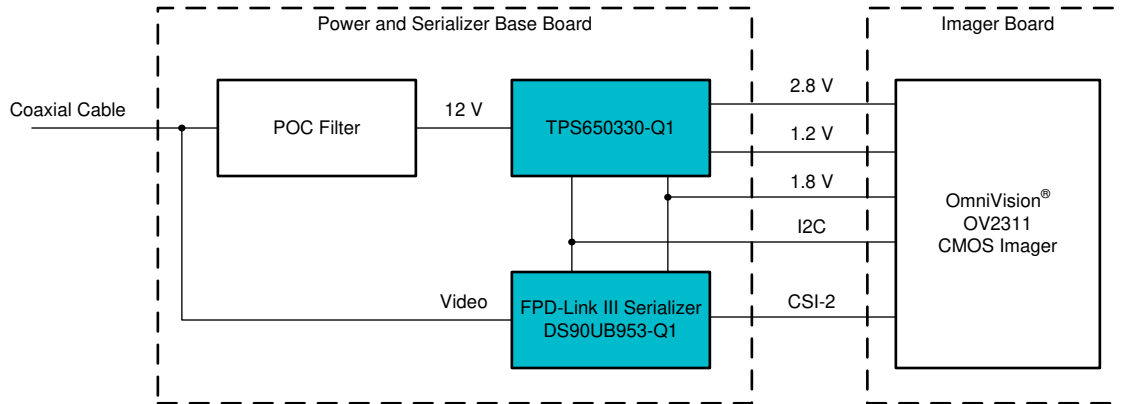 Power and Serializer Base Board
Imager Board
Coaxial Cable
POC Filter
12 V
TPS650330-Q1
2.8 V
1.2 V
1.8 V
I2C
OmniVision®
OV2311
CMOS Imager
Video
FPD-Link III Serializer
DS90UB953-Q1
CSI-2